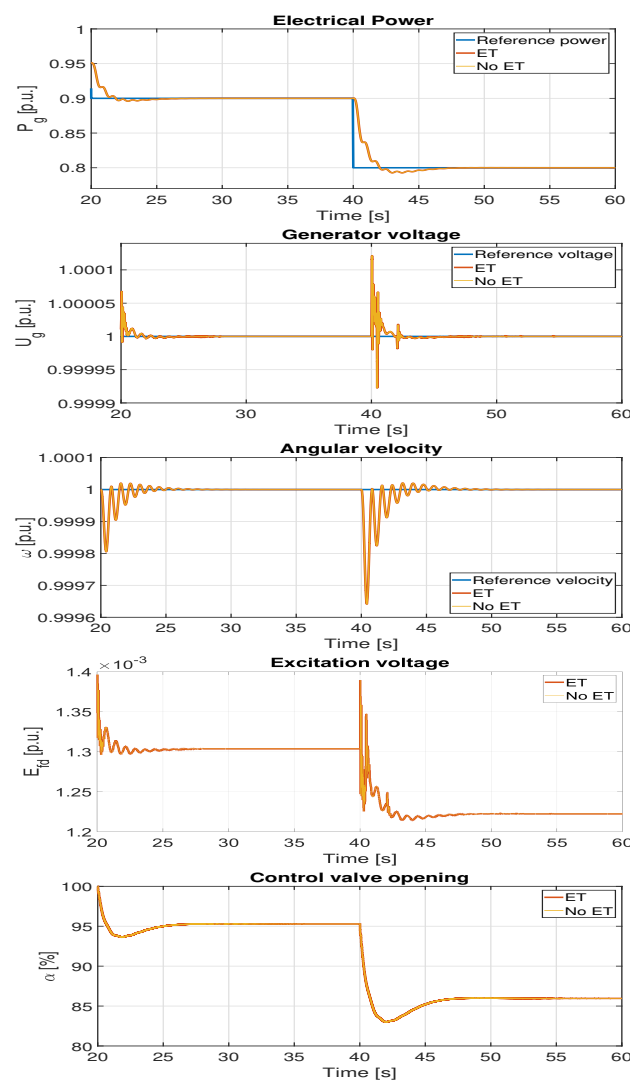 Electrical Power
1
0.95
0.9
0.85
0.8
P_g [p.u.]
Reference power
ET
No ET
20 25 30 35 40 45 50 55 60
Time [s]
Generator voltage
1.0001
1.00005
1
0.99995
0.9999
U_g [p.u.]
Reference voltage
ET
No ET
20 30 40 50 60
Time [s]
Angular velocity
1.0001
1
0.9999
0.9998
0.9997
0.9996
ω [p.u.]
Reference velocity
ET
No ET
20 25 30 35 40 45 50 55 60
Time [s]
Excitation voltage
×10^-3
1.4
1.35
1.3
1.25
1.2
E_fd [p.u.]
ET
No ET
20 25 30 35 40 45 50 55 60
Time [s]
Control valve opening
100
95
90
85
80
α [%]
ET
No ET
20 25 30 35 40 45 50 55 60
Time [s]